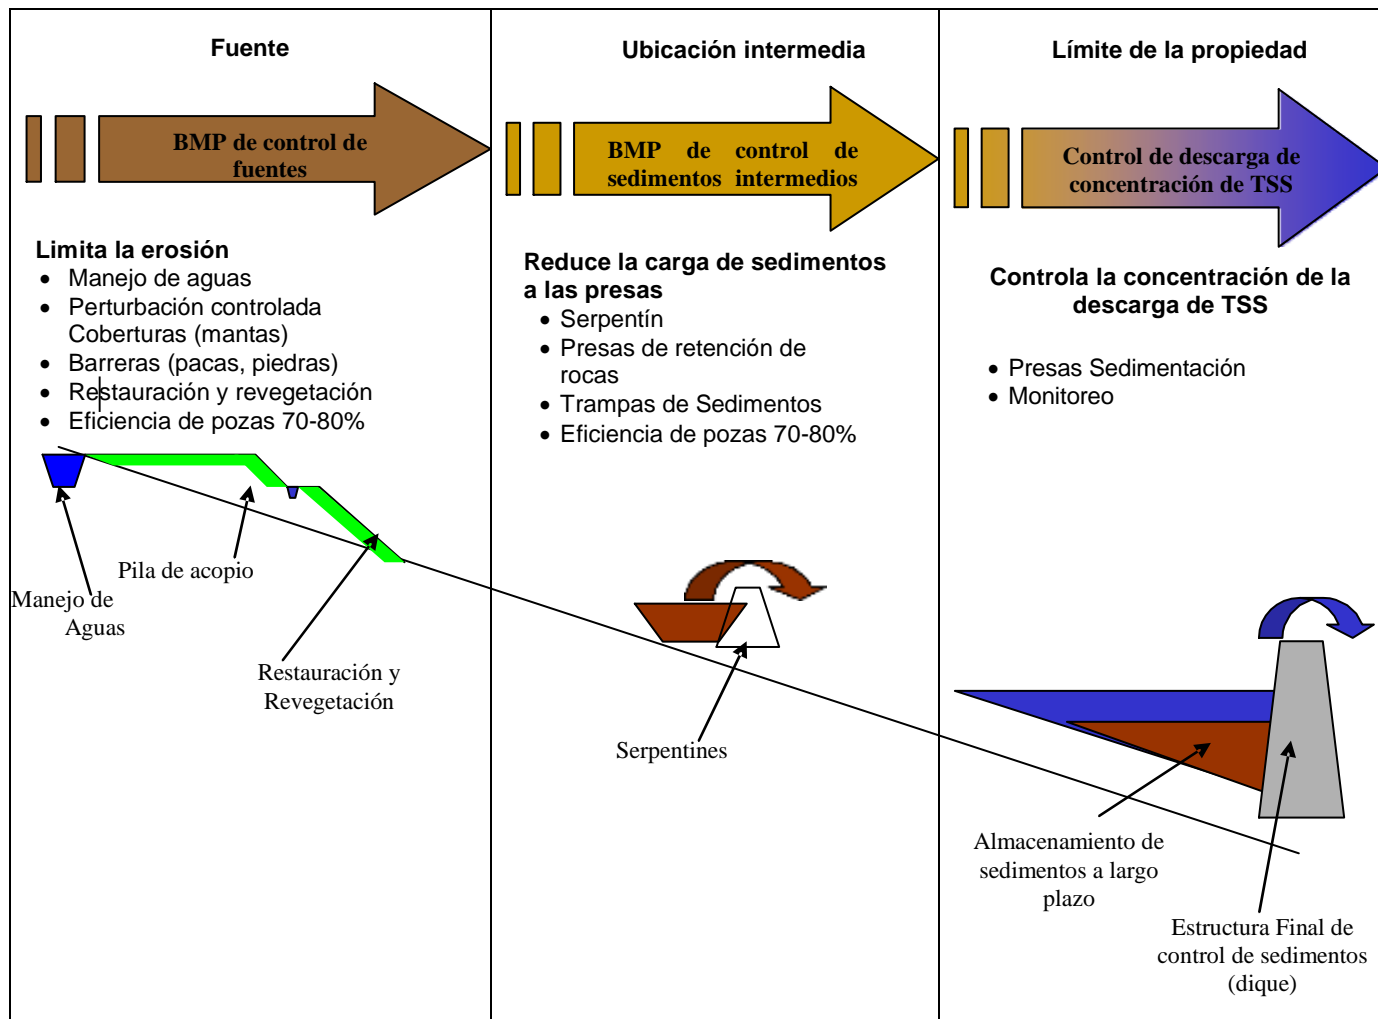 Fuente
BMP de control de
fuentes
Limita la erosión
• Manejo de aguas
• Perturbación controlada
Coberturas (mantas)
• Barreras (pacas, piedras)
• Restauración y revegetación
• Eficiencia de pozas 70-80%
Pila de acopio
Manejo de
Aguas
Restauración y
Revegetación
Ubicación intermedia
BMP de control de
sedimentos intermedios
Reduce la carga de sedimentos
a las presas
• Serpentín
• Presas de retención de
rocas
• Trampas de Sedimentos
• Eficiencia de pozas 70-80%
Serpentines
Límite de la propiedad
Control de descarga de
concentración de TSS
Controla la concentración de la
descarga de TSS
• Presas Sedimentación
• Monitoreo
Almacenamiento de
sedimentos a largo
plazo
Estructura Final de
control de sedimentos
(dique)